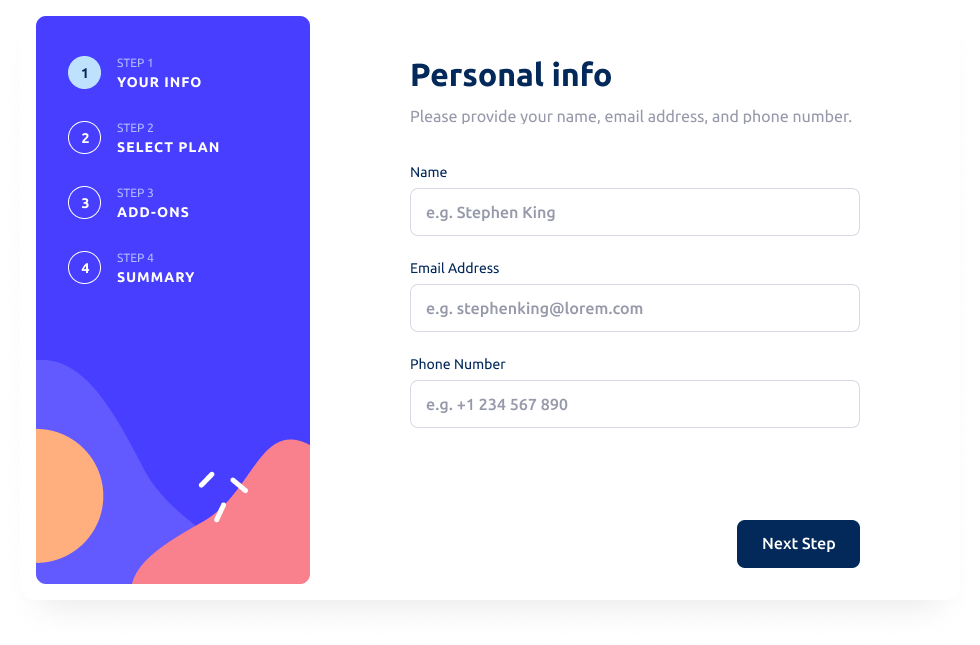 1
STEP 1
YOUR INFO
2
STEP 2
SELECT PLAN
3
STEP 3
ADD-ONS
4
STEP 4
SUMMARY
Personal info
Please provide your name, email address, and phone number.
Name
e.g. Stephen King
Email Address
e.g. stephenking@lorem.com
Phone Number
e.g. +1 234 567 890
Next Step